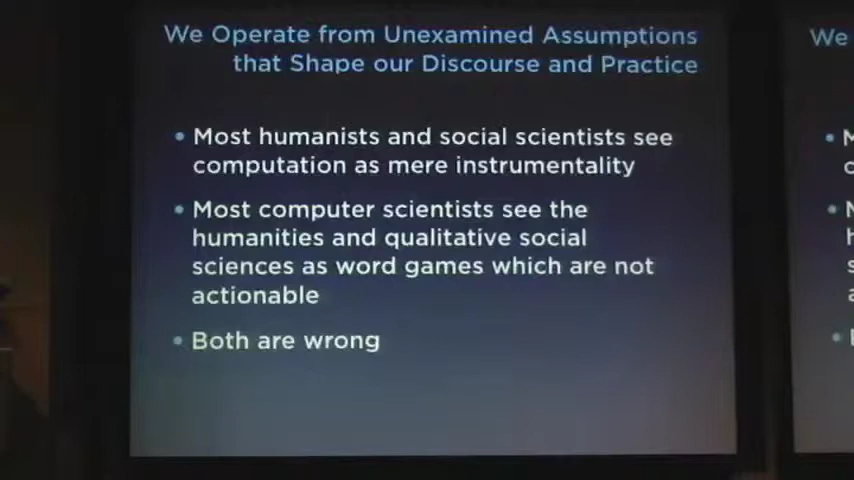 We Operate from Unexamined Assumptions
that Shape our Discourse and Practice
• Most humanists and social scientists see
computation as mere instrumentality
• Most computer scientists see the
humanities and qualitative social
sciences as word games which are not
actionable
• Both are wrong
We